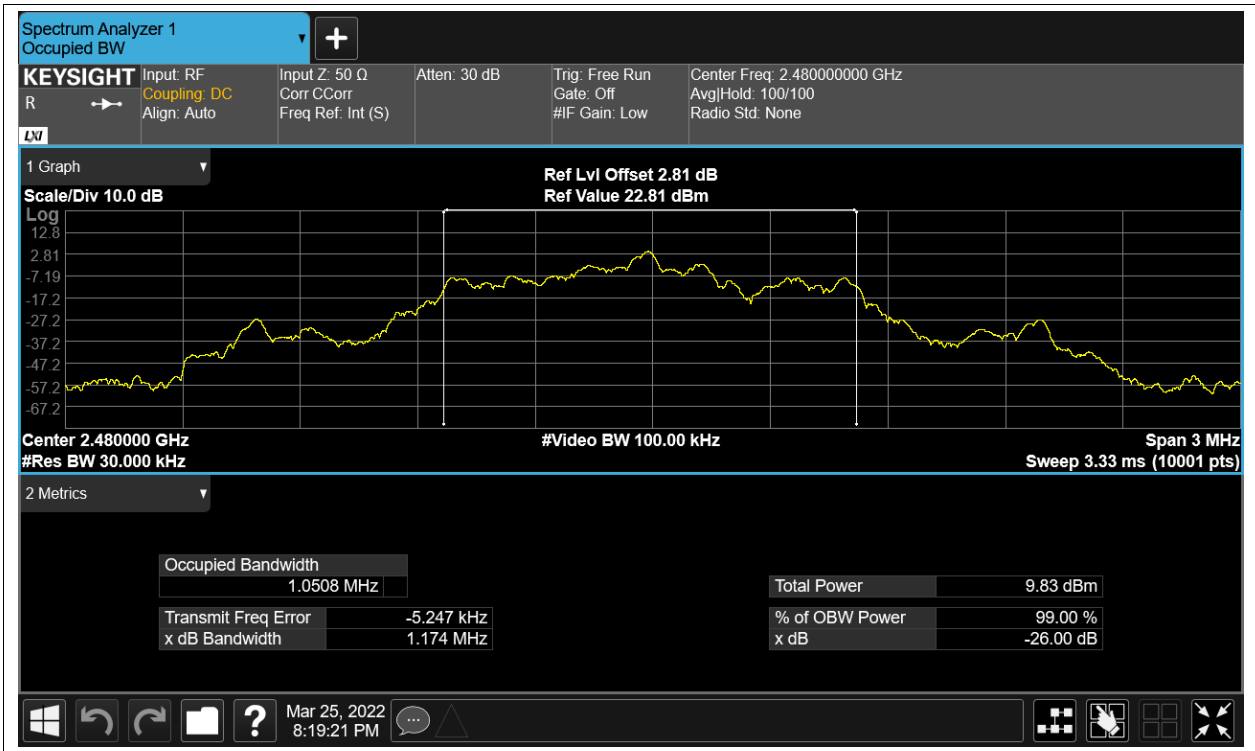 Spectrum Analyzer 1
Occupied BW
KEYSIGHT
R
LXI
Input: RF
Coupling: DC
Align: Auto
Input Z: 50 Ω
Corr CCorr
Freq Ref: Int (S)
Atten: 30 dB
Trig: Free Run
Gate: Off
#IF Gain: Low
Center Freq: 2.480000000 GHz
Avg|Hold: 100/100
Radio Std: None
1 Graph
Scale/Div 10.0 dB
Ref Lvl Offset 2.81 dB
Ref Value 22.81 dBm
Log
12.8
2.81
-7.19
-17.2
-27.2
-37.2
-47.2
-57.2
-67.2
Center 2.480000 GHz
#Res BW 30.000 kHz
#Video BW 100.00 kHz
Span 3 MHz
Sweep 3.33 ms (10001 pts)
2 Metrics
Occupied Bandwidth
1.0508 MHz
Transmit Freq Error -5.247 kHz
x dB Bandwidth 1.174 MHz
Total Power 9.83 dBm
% of OBW Power 99.00 %
x dB -26.00 dB
?
Mar 25, 2022
8:19:21 PM